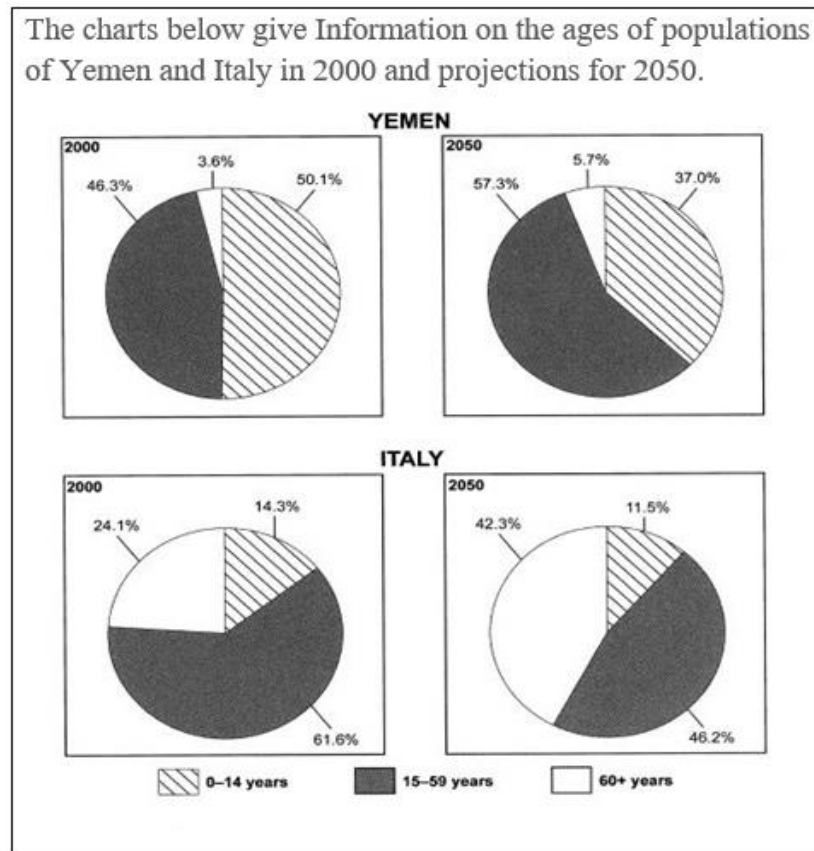 The charts below give Information on the ages of populations
of Yemen and Italy in 2000 and projections for 2050.
YEMEN
2000
3.6%
46.3%
50.1%
2050
5.7%
57.3%
37.0%
ITALY
2000
14.3%
24.1%
61.6%
2050
11.5%
42.3%
46.2%
0–14 years
15–59 years
60+ years